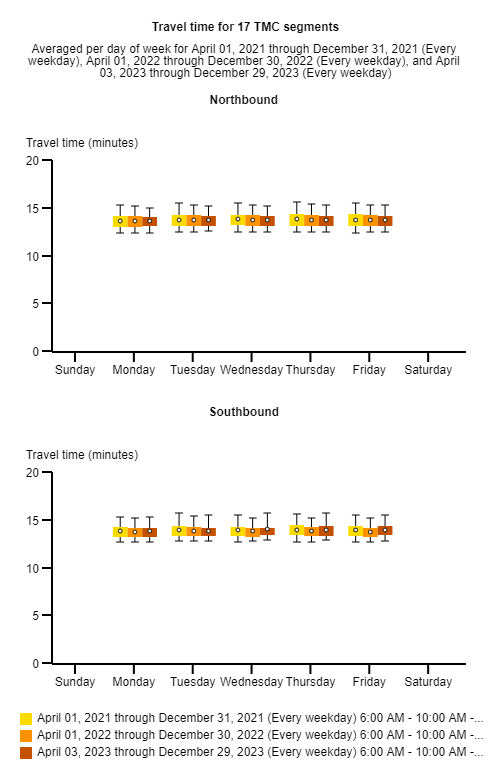 Travel time for 17 TMC segments
Averaged per day of week for April 01, 2021 through December 31, 2021 (Every
weekday), April 01, 2022 through December 30, 2022 (Every weekday), and April
03, 2023 through December 29, 2023 (Every weekday)
Northbound
Travel time (minutes)
20
15
10
5
0
Sunday Monday Tuesday Wednesday Thursday Friday Saturday
Southbound
Travel time (minutes)
20
15
10
5
0
Sunday Monday Tuesday Wednesday Thursday Friday Saturday
April 01, 2021 through December 31, 2021 (Every weekday) 6:00 AM - 10:00 AM -...
April 01, 2022 through December 30, 2022 (Every weekday) 6:00 AM - 10:00 AM -...
April 03, 2023 through December 29, 2023 (Every weekday) 6:00 AM - 10:00 AM -...